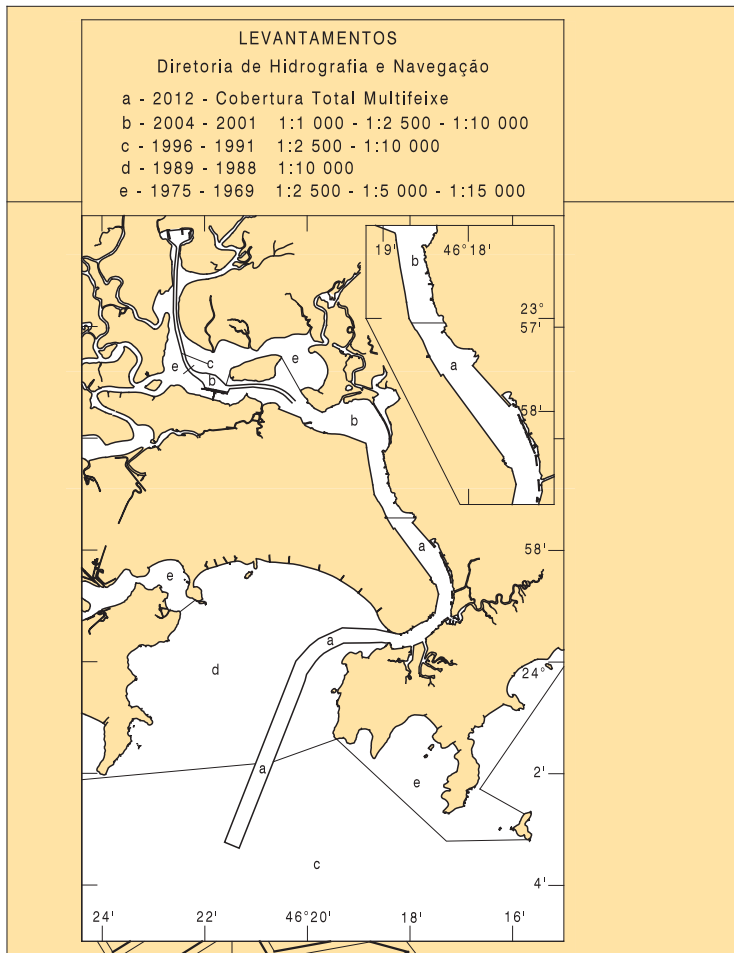 LEVANTAMENTOS
Diretoria de Hidrografia e Navegação
a - 2012 - Cobertura Total Multifeixe
b - 2004 - 2001 1:1 000 - 1:2 500 - 1:10 000
c - 1996 - 1991 1:2 500 - 1:10 000
d - 1989 - 1988 1:10 000
e - 1975 - 1969 1:2 500 - 1:5 000 - 1:15 000
19' 46°18'
b
23°
57'
e
e
c
a
b
58'
b
a
58'
e
a
d
24°
a
2'
e
c
4'
24' 22' 46°20' 18' 16'